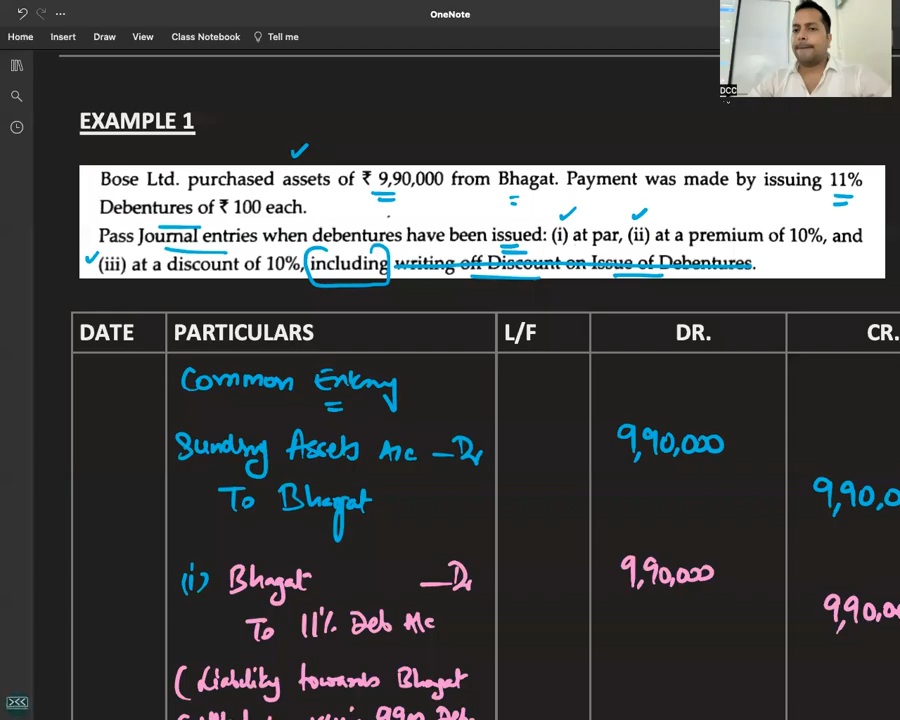 OneNote
Home Insert Draw View Class Notebook Tell me
DCC
EXAMPLE 1
Bose Ltd. purchased assets of ₹ 9,90,000 from Bhagat. Payment was made by issuing 11%
Debentures of ₹ 100 each.
Pass Journal entries when debentures have been issued: (i) at par, (ii) at a premium of 10%, and
(iii) at a discount of 10%, including writing off Discount on Issue of Debentures.
DATE PARTICULARS L/F DR. CR.
Common Entry
Sundry Assets A/c —Dr 9,90,000
To Bhagat 9,90,0
(i) Bhagat —Dr 9,90,000
To 11% Deb A/c 9,90,0
(Liability towards Bhagat
9900 Deb